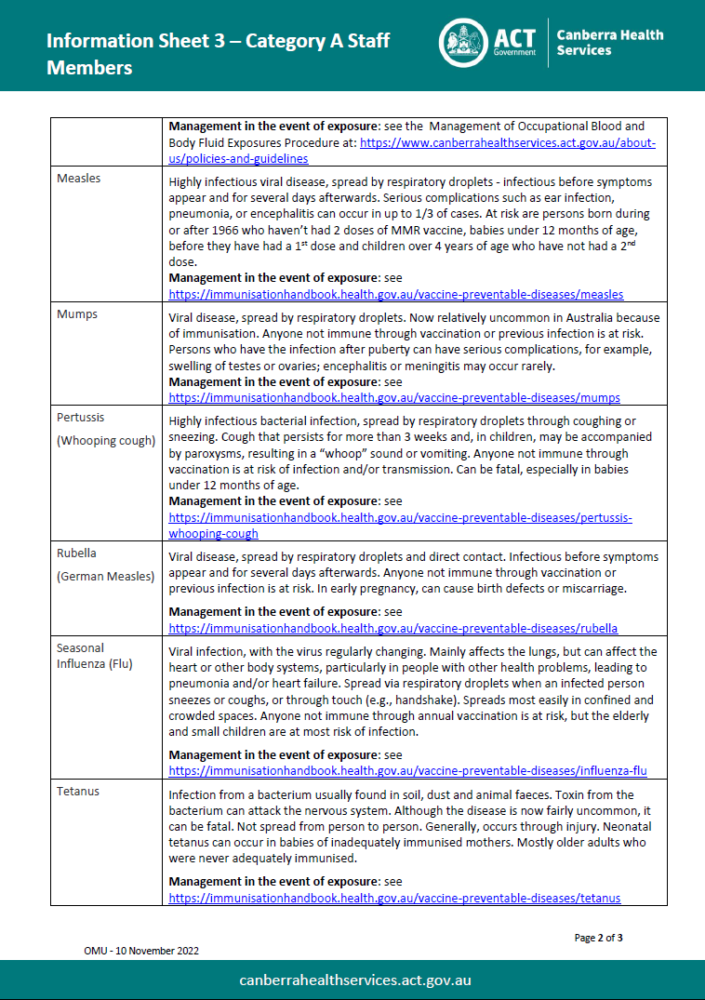 Information Sheet 3 – Category A Staff
Members
ACT
Government
Canberra Health
Services
Management in the event of exposure: see the  Management of Occupational Blood and
Body Fluid Exposures Procedure at: https://www.canberrahealthservices.act.gov.au/about-
us/policies-and-guidelines
Measles
Highly infectious viral disease, spread by respiratory droplets - infectious before symptoms
appear and for several days afterwards. Serious complications such as ear infection,
pneumonia, or encephalitis can occur in up to 1/3 of cases. At risk are persons born during
or after 1966 who haven’t had 2 doses of MMR vaccine, babies under 12 months of age,
before they have had a 1st dose and children over 4 years of age who have not had a 2nd
dose.
Management in the event of exposure: see
https://immunisationhandbook.health.gov.au/vaccine-preventable-diseases/measles
Mumps
Viral disease, spread by respiratory droplets. Now relatively uncommon in Australia because
of immunisation. Anyone not immune through vaccination or previous infection is at risk.
Persons who have the infection after puberty can have serious complications, for example,
swelling of testes or ovaries; encephalitis or meningitis may occur rarely.
Management in the event of exposure: see
https://immunisationhandbook.health.gov.au/vaccine-preventable-diseases/mumps
Pertussis
(Whooping cough)
Highly infectious bacterial infection, spread by respiratory droplets through coughing or
sneezing. Cough that persists for more than 3 weeks and, in children, may be accompanied
by paroxysms, resulting in a “whoop” sound or vomiting. Anyone not immune through
vaccination is at risk of infection and/or transmission. Can be fatal, especially in babies
under 12 months of age.
Management in the event of exposure: see
https://immunisationhandbook.health.gov.au/vaccine-preventable-diseases/pertussis-
whooping-cough
Rubella
(German Measles)
Viral disease, spread by respiratory droplets and direct contact. Infectious before symptoms
appear and for several days afterwards. Anyone not immune through vaccination or
previous infection is at risk. In early pregnancy, can cause birth defects or miscarriage.
Management in the event of exposure: see
https://immunisationhandbook.health.gov.au/vaccine-preventable-diseases/rubella
Seasonal
Influenza (Flu)
Viral infection, with the virus regularly changing. Mainly affects the lungs, but can affect the
heart or other body systems, particularly in people with other health problems, leading to
pneumonia and/or heart failure. Spread via respiratory droplets when an infected person
sneezes or coughs, or through touch (e.g., handshake). Spreads most easily in confined and
crowded spaces. Anyone not immune through annual vaccination is at risk, but the elderly
and small children are at most risk of infection.
Management in the event of exposure: see
https://immunisationhandbook.health.gov.au/vaccine-preventable-diseases/influenza-flu
Tetanus
Infection from a bacterium usually found in soil, dust and animal faeces. Toxin from the
bacterium can attack the nervous system. Although the disease is now fairly uncommon, it
can be fatal. Not spread from person to person. Generally, occurs through injury. Neonatal
tetanus can occur in babies of inadequately immunised mothers. Mostly older adults who
were never adequately immunised.
Management in the event of exposure: see
https://immunisationhandbook.health.gov.au/vaccine-preventable-diseases/tetanus
Page 2 of 3
OMU - 10 November 2022
canberrahealthservices.act.gov.au